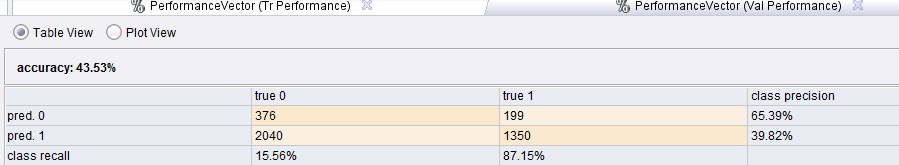 PerformanceVector (Tr Performance) PerformanceVector (Val Performance)
Table View Plot View
accuracy: 43.53%
true 0 true 1 class precision
pred. 0 376 199 65.39%
pred. 1 2040 1350 39.82%
class recall 15.56% 87.15%